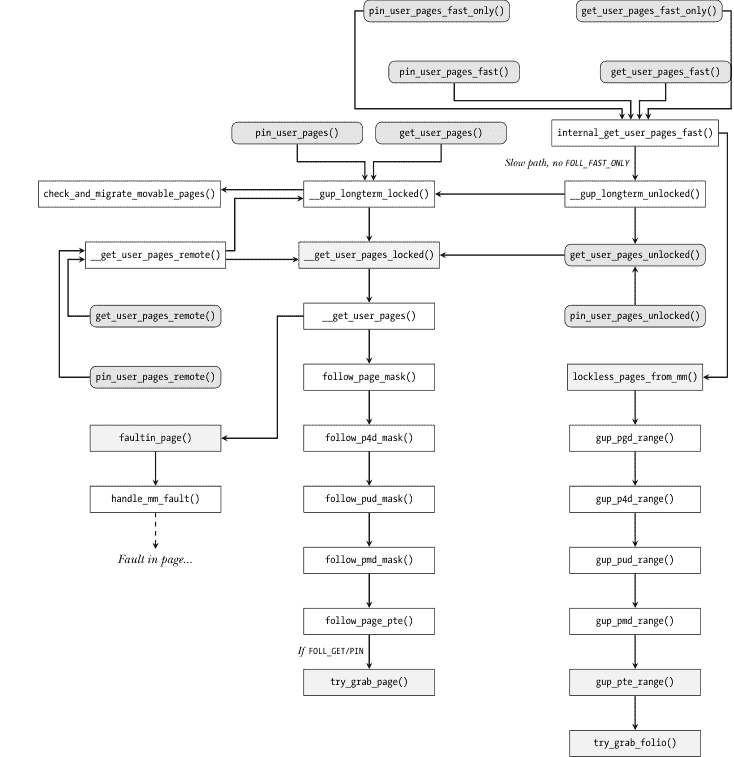 pin_user_pages_fast_only()
get_user_pages_fast_only()
pin_user_pages_fast()
get_user_pages_fast()
pin_user_pages()
get_user_pages()
internal_get_user_pages_fast()
Slow path, no FOLL_FAST_ONLY
check_and_migrate_movable_pages()
__gup_longterm_locked()
__gup_longterm_unlocked()
__get_user_pages_remote()
__get_user_pages_locked()
get_user_pages_unlocked()
get_user_pages_remote()
__get_user_pages()
pin_user_pages_unlocked()
pin_user_pages_remote()
follow_page_mask()
lockless_pages_from_mm()
faultin_page()
follow_p4d_mask()
gup_pgd_range()
handle_mm_fault()
follow_pud_mask()
gup_p4d_range()
Fault in page...
follow_pmd_mask()
gup_pud_range()
follow_page_pte()
gup_pmd_range()
If FOLL_GET/PIN
try_grab_page()
gup_pte_range()
try_grab_folio()